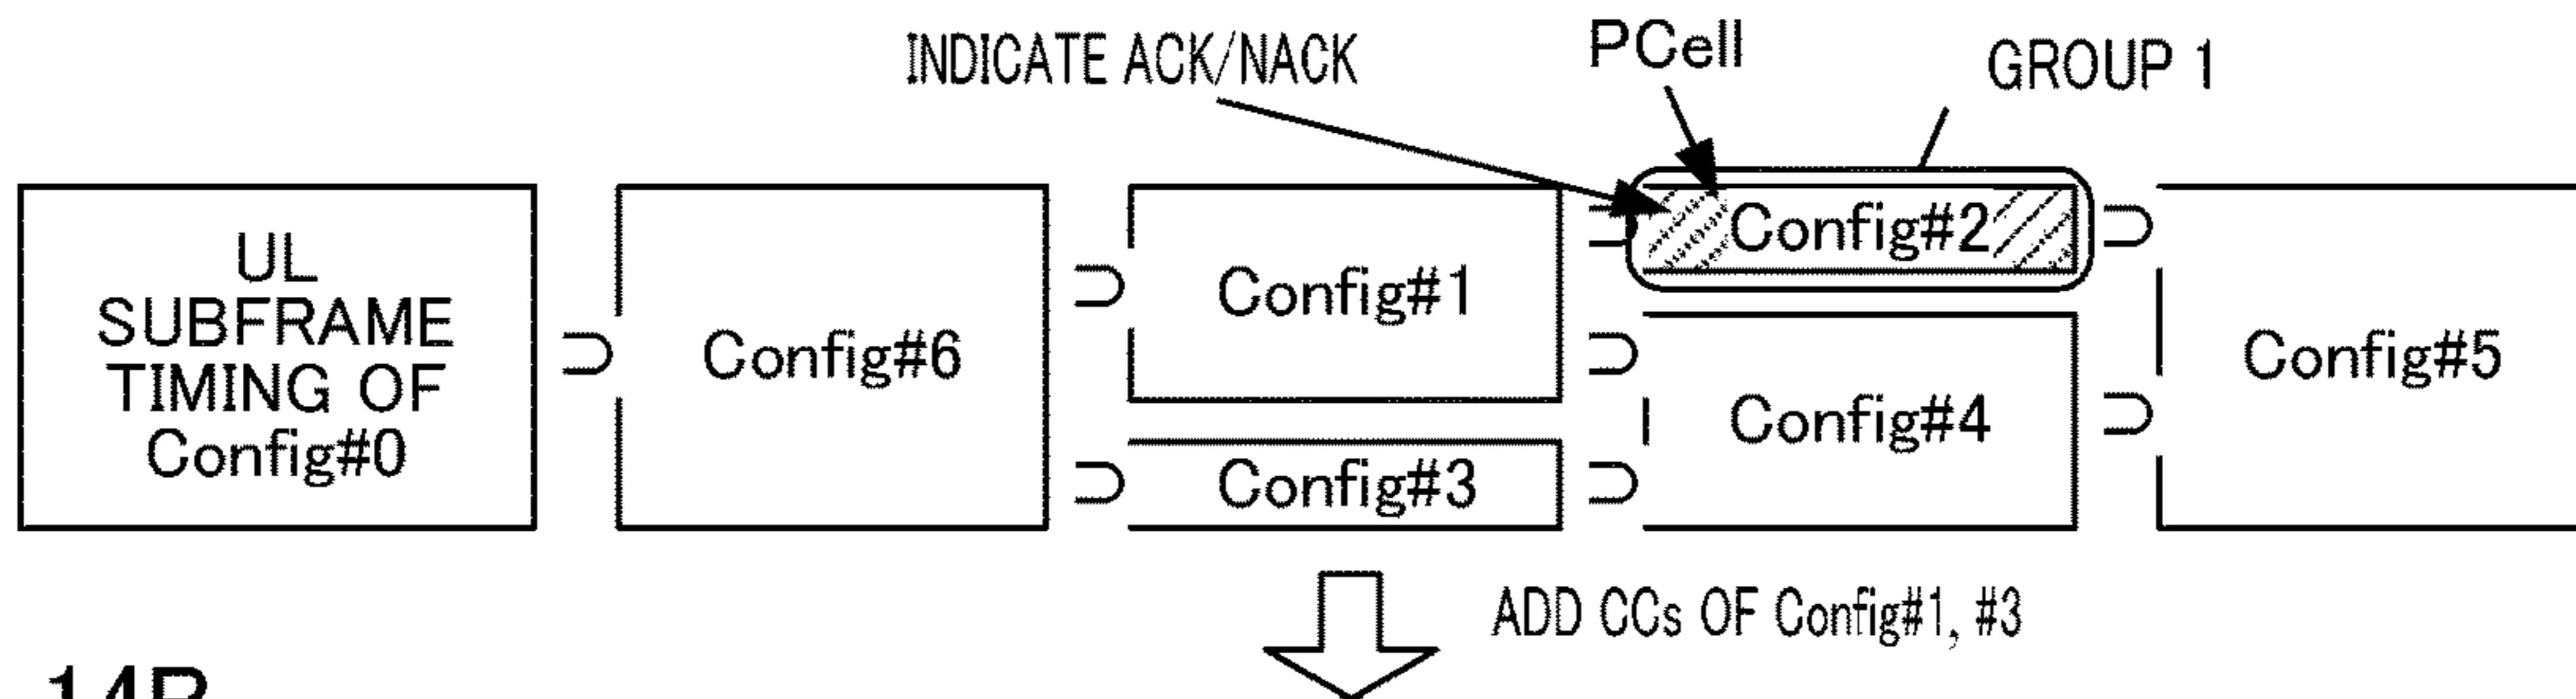 INDICATE ACK/NACK
PCell
GROUP 1
UL
SUBFRAME
TIMING OF
Config#0
⊃
Config#6
⊃
Config#1
⊃
Config#3
⊃
Config#2
⊃
Config#4
⊃
⊃
⊃
Config#5
ADD CCs OF Config#1, #3